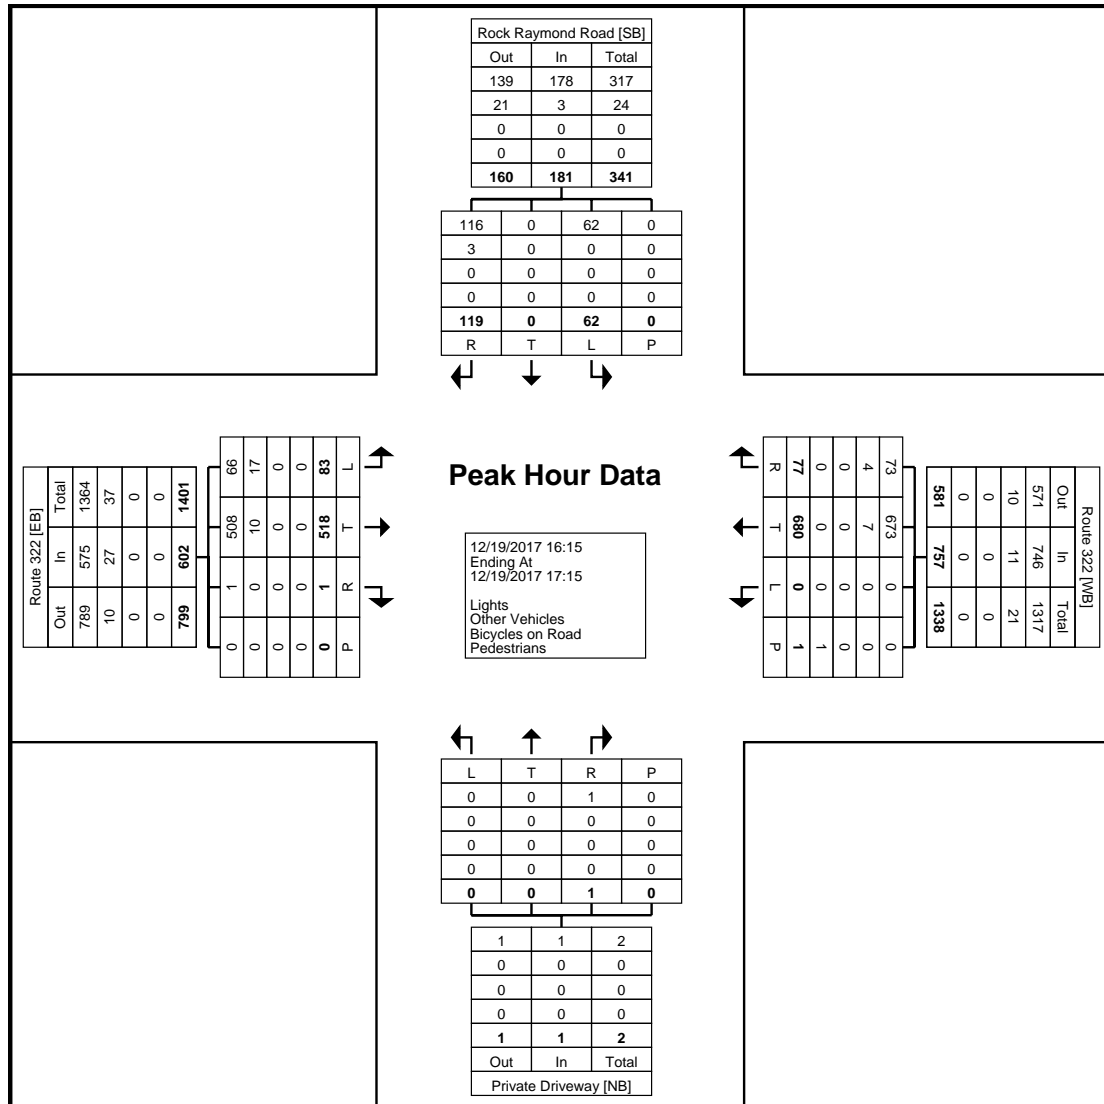 Rock Raymond Road [SB]
Out In Total
139 178 317
21 3 24
0 0 0
0 0 0
160 181 341
116 0 62 0
3 0 0 0
0 0 0 0
0 0 0 0
119 0 62 0
R T L P
Route 322 [EB]
Total 1364 37 0 0 1401
In 575 27 0 0 602
Out 789 10 0 0 799
66 17 0 0 83 L
508 10 0 0 518 T
1 0 0 0 1 R
0 0 0 0 0 P
Peak Hour Data
12/19/2017 16:15
Ending At
12/19/2017 17:15
Lights
Other Vehicles
Bicycles on Road
Pedestrians
R 77 0 0 4 73
T 680 0 0 7 673
L 0 0 0 0 0
P 1 1 0 0 0
Route 322 [WB]
Out In Total
571 746 1317
10 11 21
0 0 0
0 0 0
581 757 1338
L T R P
0 0 1 0
0 0 0 0
0 0 0 0
0 0 0 0
0 0 1 0
1 1 2
0 0 0
0 0 0
0 0 0
1 1 2
Out In Total
Private Driveway [NB]